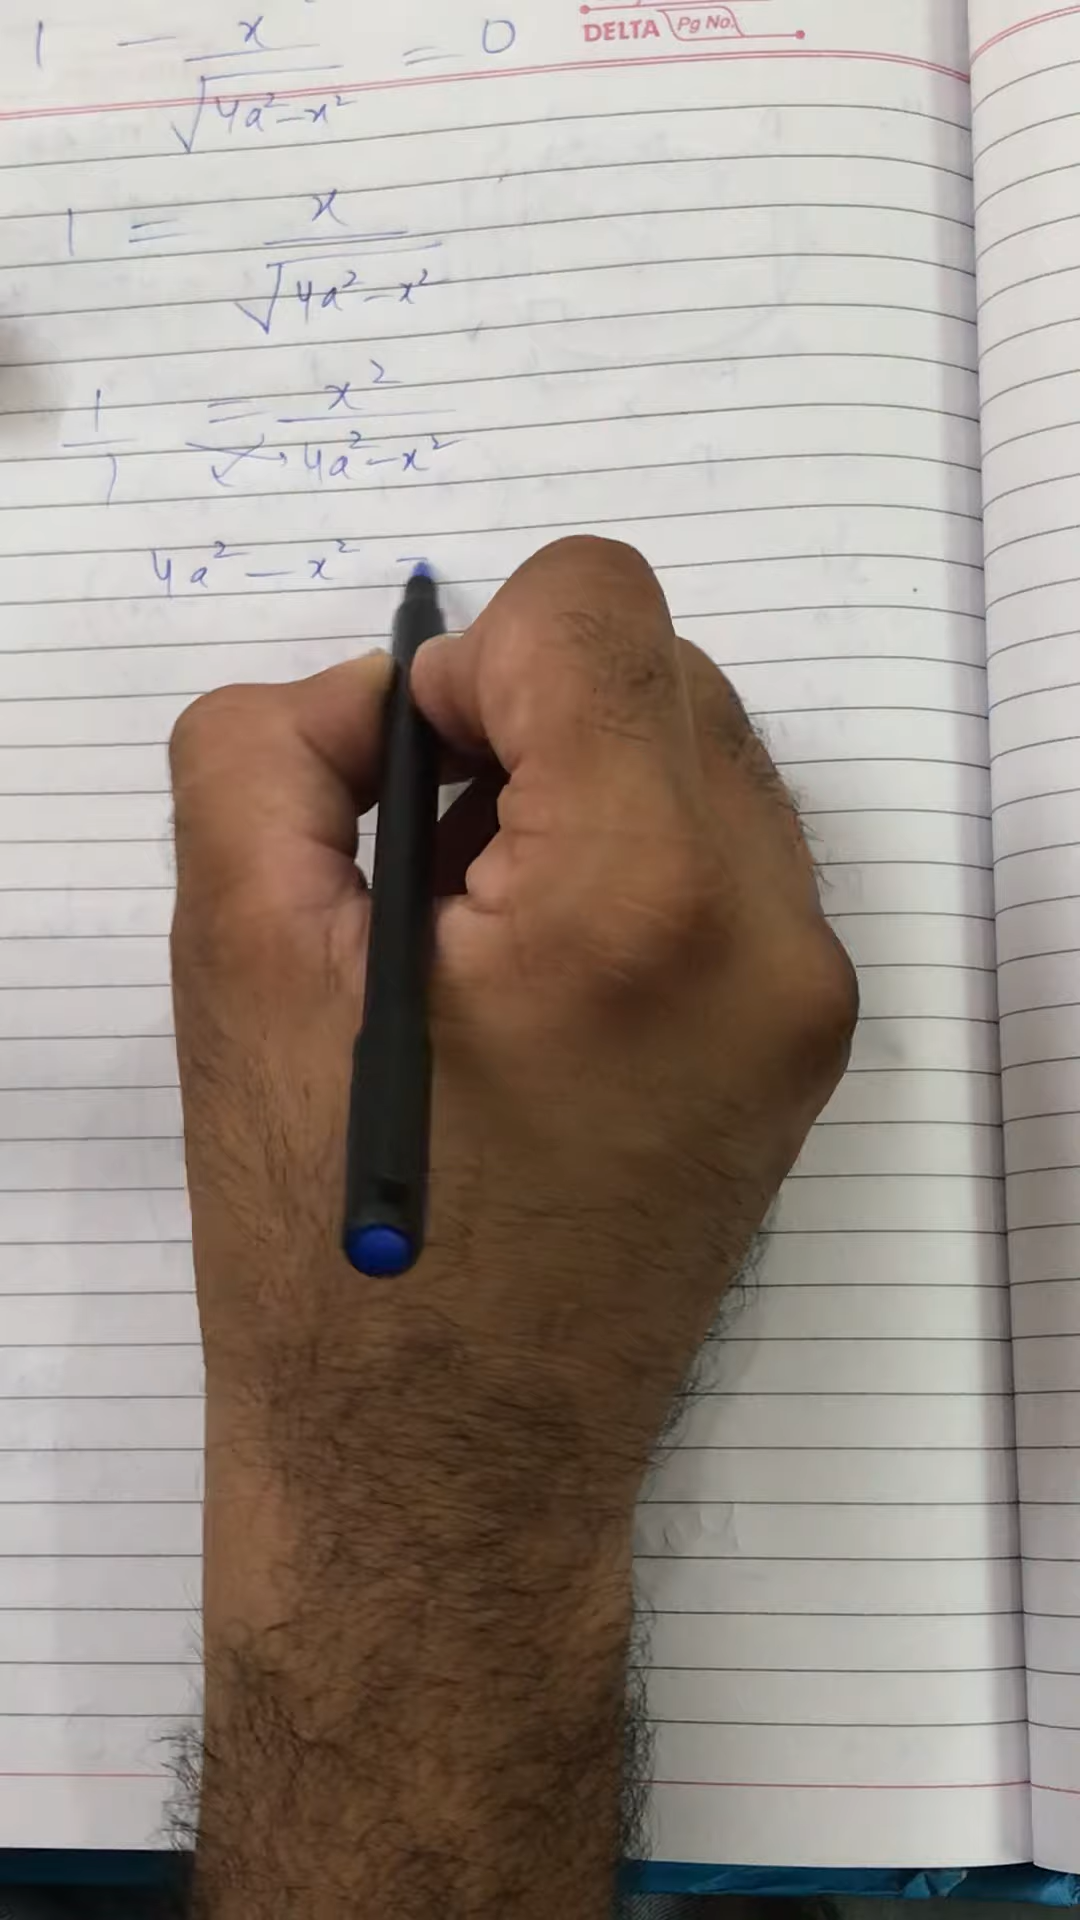 DELTA Pg No.
1 - x/√(4a²-x²) = 0
1 = x/√(4a²-x²)
1/1 = x²/4a²-x²
4a² - x² =